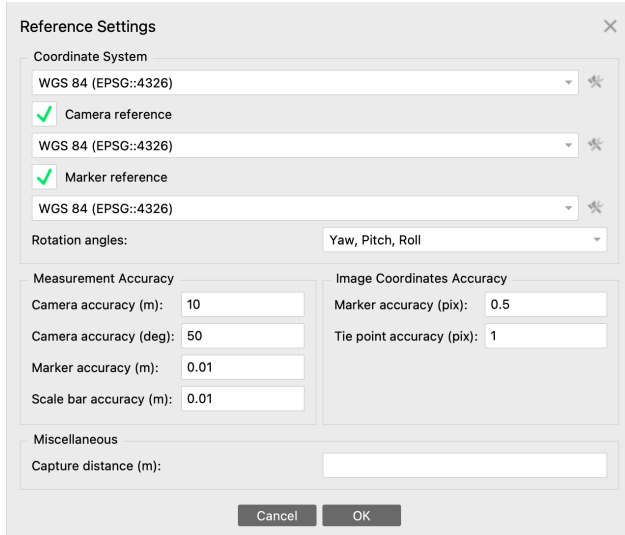 Reference Settings
Coordinate System
WGS 84 (EPSG::4326)
Camera reference
WGS 84 (EPSG::4326)
Marker reference
WGS 84 (EPSG::4326)
Rotation angles: Yaw, Pitch, Roll
Measurement Accuracy
Camera accuracy (m): 10
Camera accuracy (deg): 50
Marker accuracy (m): 0.01
Scale bar accuracy (m): 0.01
Image Coordinates Accuracy
Marker accuracy (pix): 0.5
Tie point accuracy (pix): 1
Miscellaneous
Capture distance (m):
Cancel OK